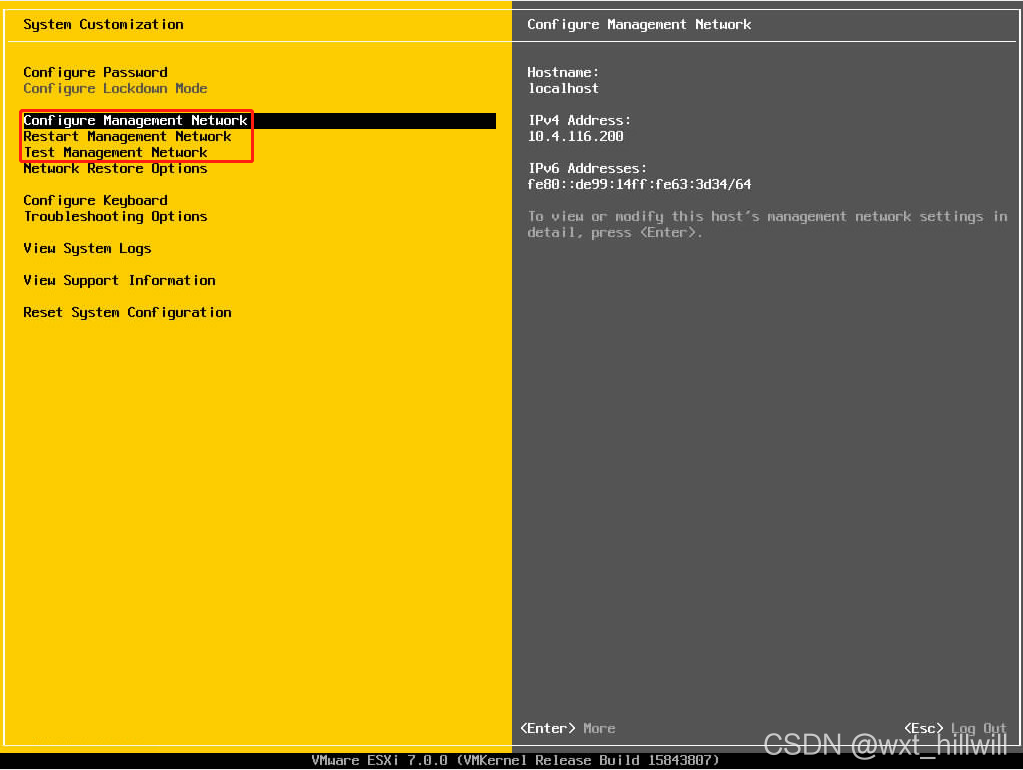 System Customization
Configure Password
Configure Lockdown Mode
Configure Management Network
Restart Management Network
Test Management Network
Network Restore Options
Configure Keyboard
Troubleshooting Options
View System Logs
View Support Information
Reset System Configuration
Configure Management Network
Hostname:
localhost
IPv4 Address:
10.4.116.200
IPv6 Addresses:
fe80::de99:14ff:fe63:3d34/64
To view or modify this host's management network settings in
detail, press <Enter>.
<Enter> More
<Esc> Log Out
VMware ESXi 7.0.0 (VMKernel Release Build 15843807)
CSDN @wxt_hillwill